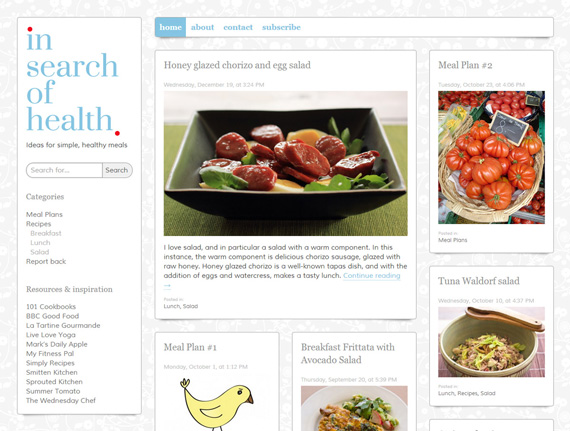 in
search
of
health.
Ideas for simple, healthy meals
Search for...
Search
Categories
Meal Plans
Recipes
Breakfast
Lunch
Salad
Report back
Resources & inspiration
101 Cookbooks
BBC Good Food
La Tartine Gourmande
Live Love Yoga
Mark's Daily Apple
My Fitness Pal
Simply Recipes
Smitten Kitchen
Sprouted Kitchen
Summer Tomato
The Wednesday Chef
home about contact subscribe
Honey glazed chorizo and egg salad
Wednesday, December 19, at 3:24 PM
I love salad, and in particular a salad with a warm component. In this
instance, the warm component is delicious chorizo sausage, glazed with
raw honey. Honey glazed chorizo is a well-known tapas dish, and with the
addition of eggs and watercress, makes a tasty lunch. Continue reading
→
Posted in
Lunch, Salad
Meal Plan #1
Monday, October 1, at 1:12 PM
Breakfast Frittata with
Avocado Salad
Thursday, September 20, at 5:39 PM
Meal Plan #2
Tuesday, October 23, at 4:06 PM
Posted in
Meal Plans
Tuna Waldorf salad
Wednesday, October 10, at 4:37 PM
Posted in
Lunch, Recipes, Salad